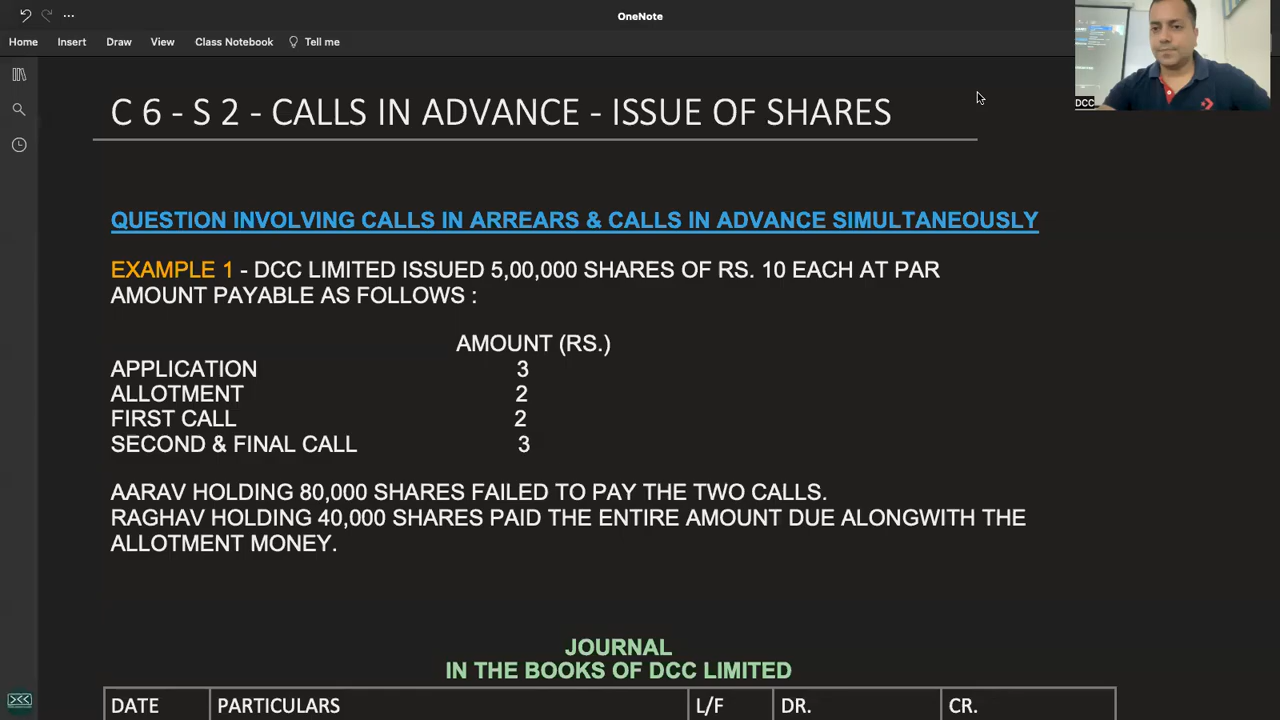 OneNote
Home Insert Draw View Class Notebook Tell me
C 6 - S 2 - CALLS IN ADVANCE - ISSUE OF SHARES
DCC
QUESTION INVOLVING CALLS IN ARREARS & CALLS IN ADVANCE SIMULTANEOUSLY
EXAMPLE 1 - DCC LIMITED ISSUED 5,00,000 SHARES OF RS. 10 EACH AT PAR
AMOUNT PAYABLE AS FOLLOWS :
AMOUNT (RS.)
APPLICATION 3
ALLOTMENT 2
FIRST CALL 2
SECOND & FINAL CALL 3
AARAV HOLDING 80,000 SHARES FAILED TO PAY THE TWO CALLS.
RAGHAV HOLDING 40,000 SHARES PAID THE ENTIRE AMOUNT DUE ALONGWITH THE
ALLOTMENT MONEY.
JOURNAL
IN THE BOOKS OF DCC LIMITED
DATE PARTICULARS L/F DR. CR.